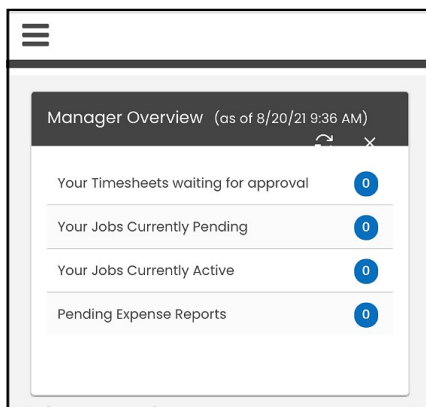 Manager Overview (as of 8/20/21 9:36 AM)
Your Timesheets waiting for approval 0
Your Jobs Currently Pending 0
Your Jobs Currently Active 0
Pending Expense Reports 0